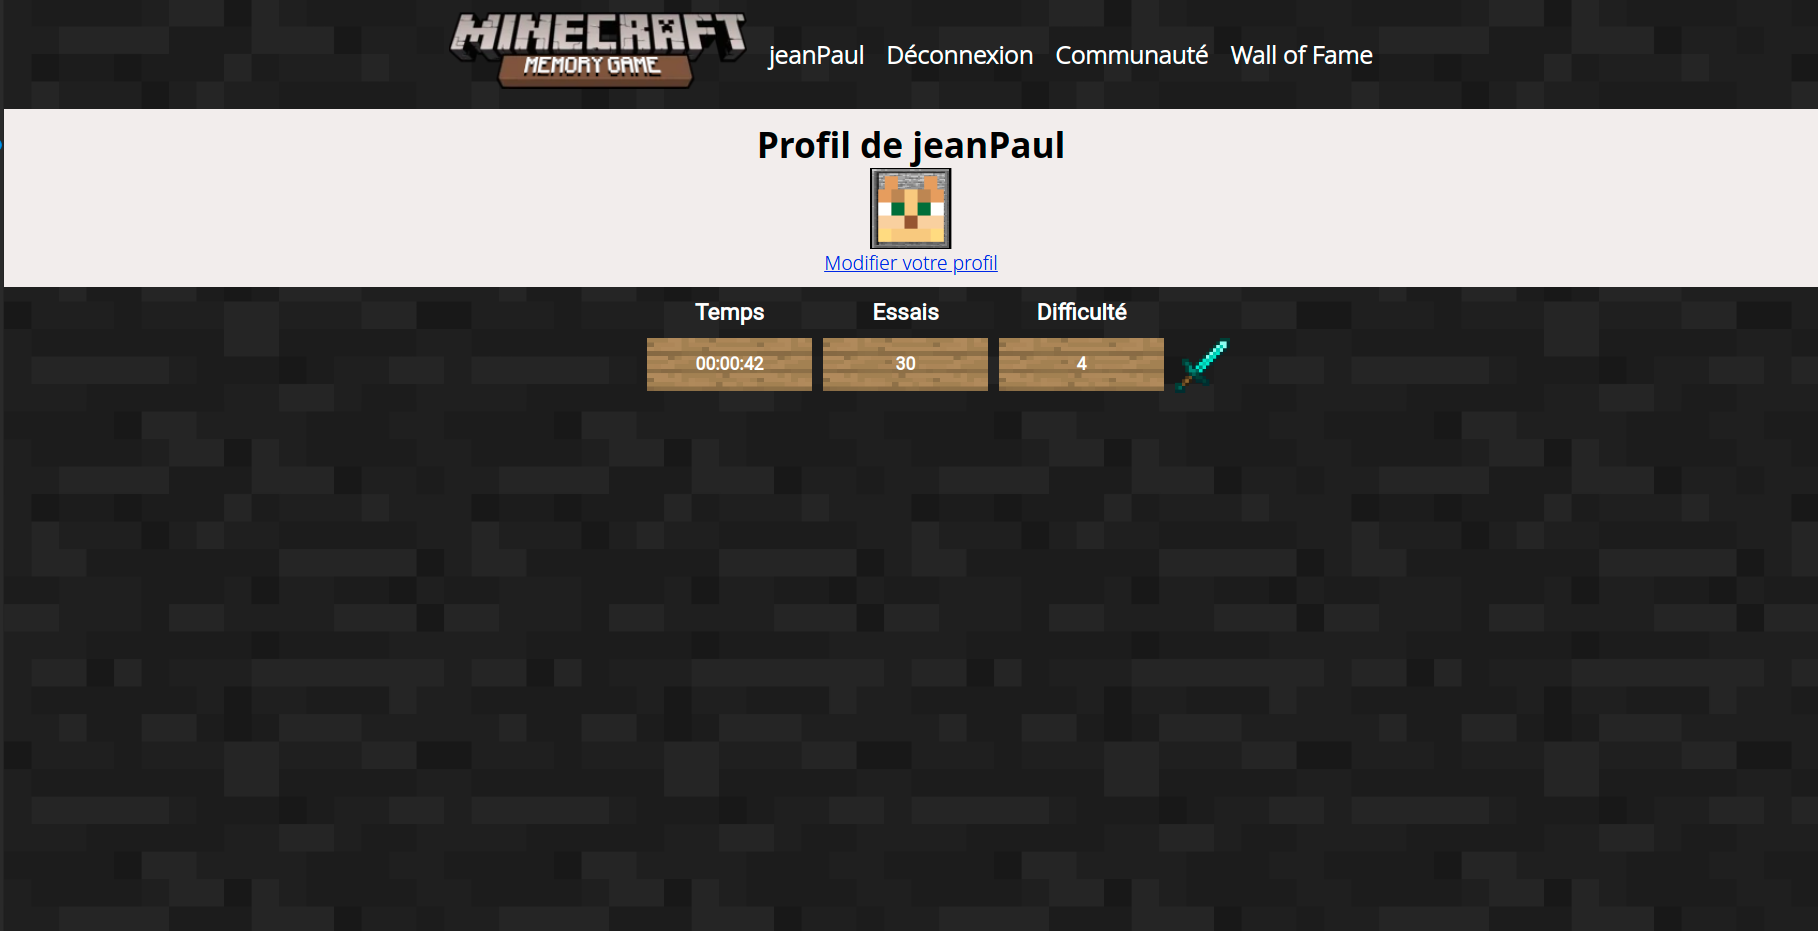 MINECRAFT
MEMORY GAME
jeanPaul Déconnexion Communauté Wall of Fame
Profil de jeanPaul
Modifier votre profil
Temps Essais Difficulté
00:00:42 30 4